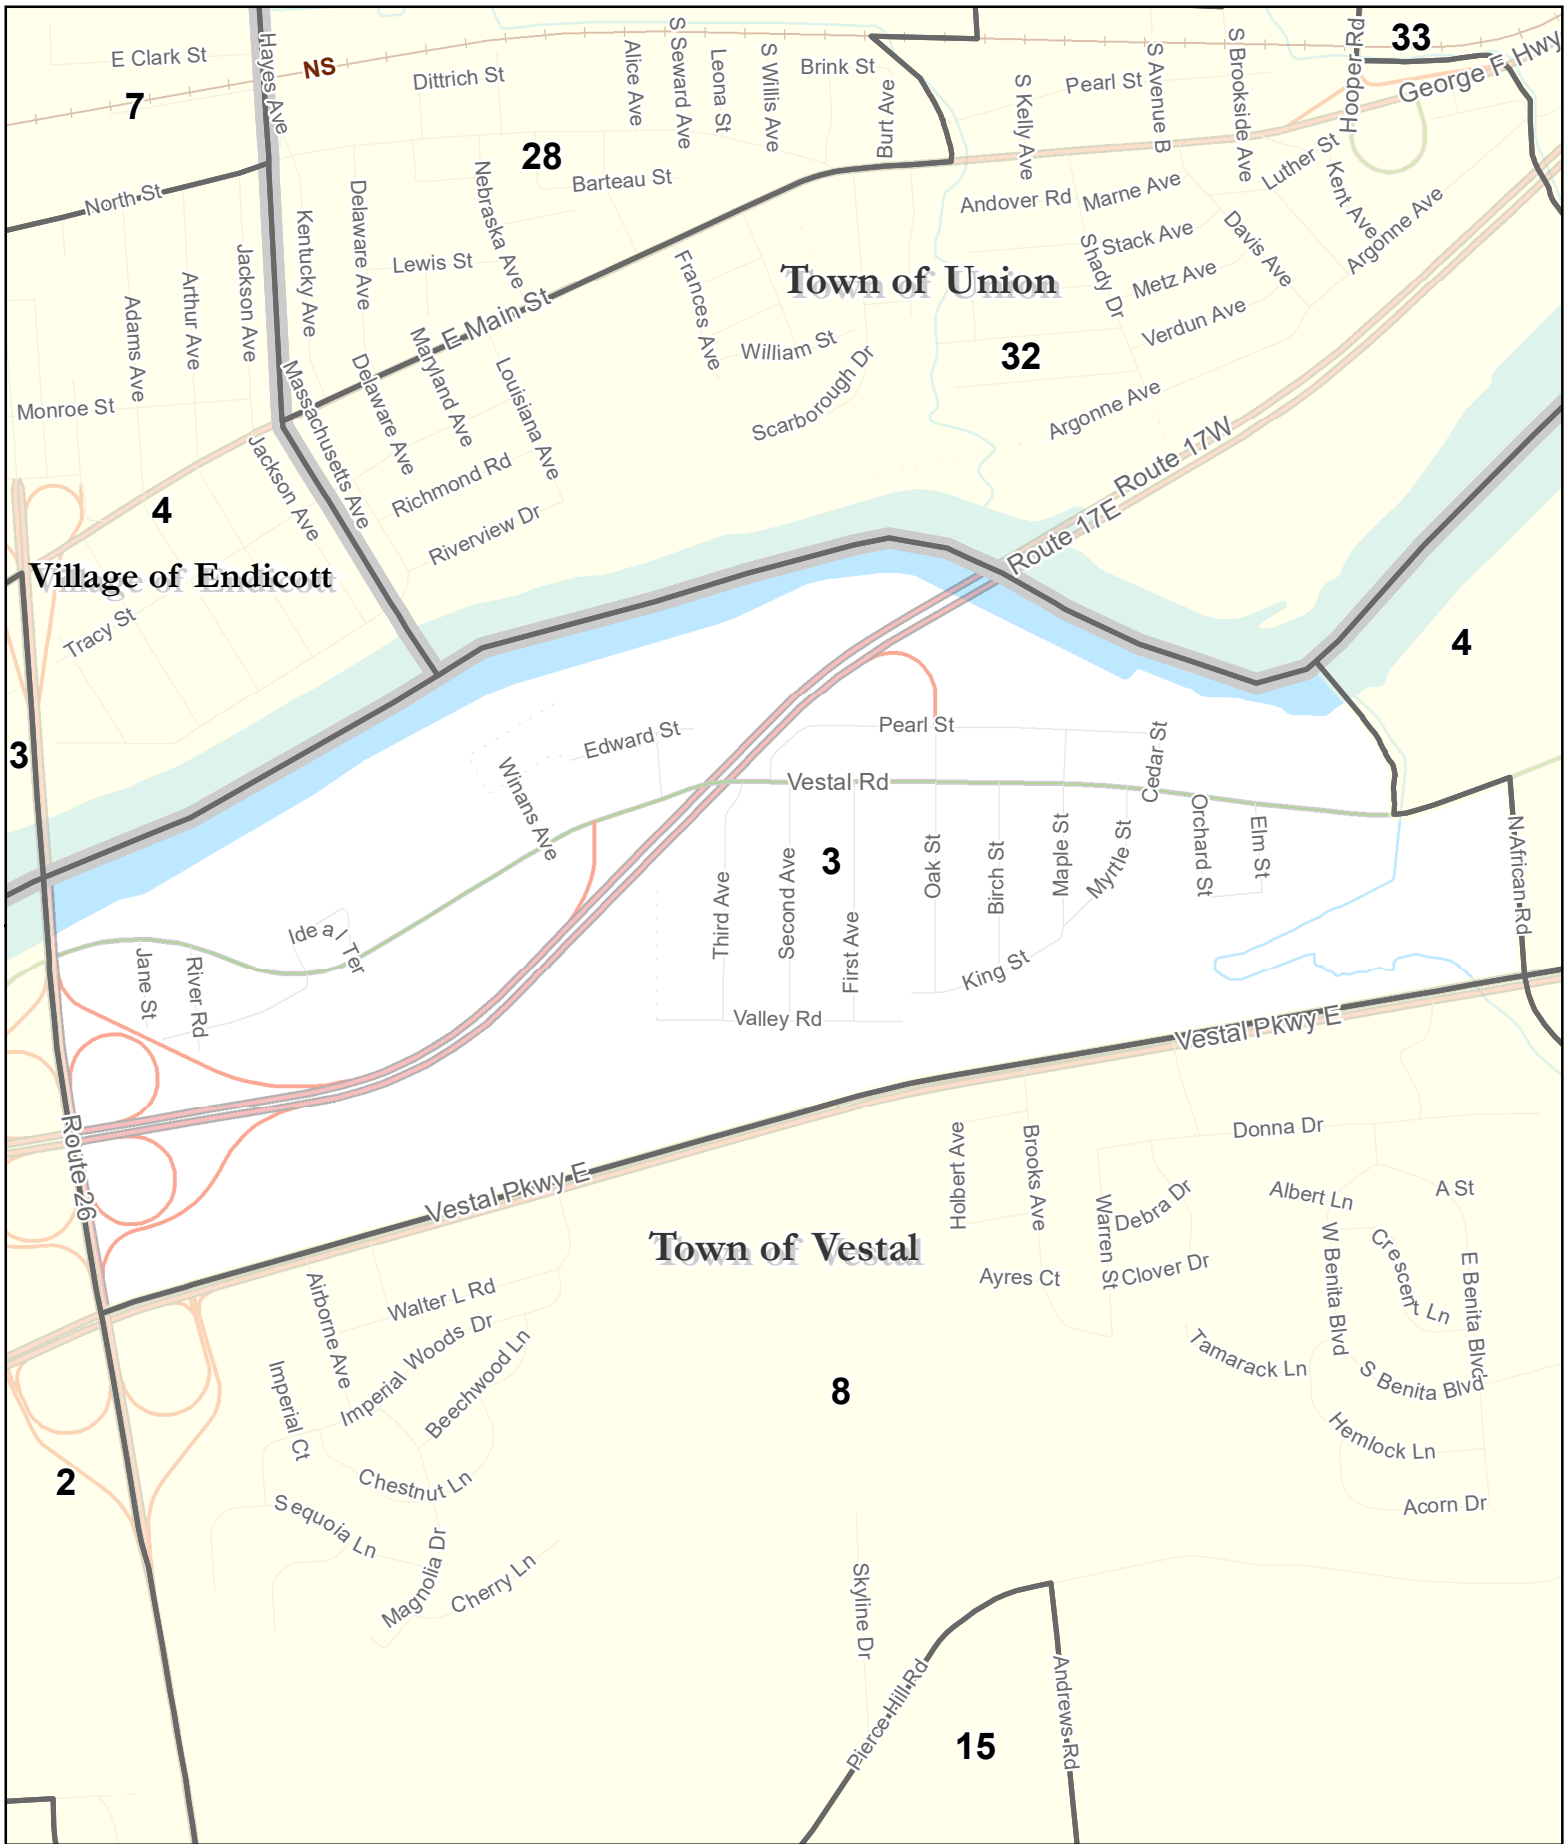 33
E Clark St
NS
Hayes Ave
Dittrich St
Alice Ave
S Seward Ave
Leona St
S Willis Ave
Brink St
Burt Ave
S Kelly Ave
Pearl St
S Avenue B
S Brookside Ave
Hooper Rd
George F Hwy
7
28
North St
Barteau St
Nebraska Ave
Delaware Ave
Kentucky Ave
Jackson Ave
Arthur Ave
Adams Ave
Lewis St
Andover Rd
Marne Ave
Luther St
Kent Ave
Argonne Ave
Stack Ave
Shady Dr
Davis Ave
Metz Ave
Verdun Ave
Town of Union
Frances Ave
E Main St
William St
Scarborough Dr
32
Monroe St
Massachusetts Ave
Delaware Ave
Maryland Ave
Louisiana Ave
Argonne Ave
Jackson Ave
Richmond Rd
Riverview Dr
Route 17W
Route 17E
4
Village of Endicott
Tracy St
4
3
Edward St
Winans Ave
Pearl St
Cedar St
Vestal Rd
Third Ave
Second Ave
3
First Ave
Oak St
Birch St
Maple St
Myrtle St
Orchard St
Elm St
N African Rd
Ideal Ter
Jane St
River Rd
King St
Valley Rd
Vestal Pkwy E
Route 26
Vestal Pkwy E
Holbert Ave
Brooks Ave
Donna Dr
Warren St
Debra Dr
Albert Ln
A St
Town of Vestal
Ayres Ct
Clover Dr
W Benita Blvd
Crescent Ln
E Benita Blvd
Airborne Ave
Walter L Rd
Imperial Woods Dr
Beechwood Ln
Imperial Ct
Tamarack Ln
S Benita Blvd
8
Hemlock Ln
2
Chestnut Ln
Sequoia Ln
Acorn Dr
Magnolia Dr
Cherry Ln
Skyline Dr
Pierce Hill Rd
Andrews Rd
15